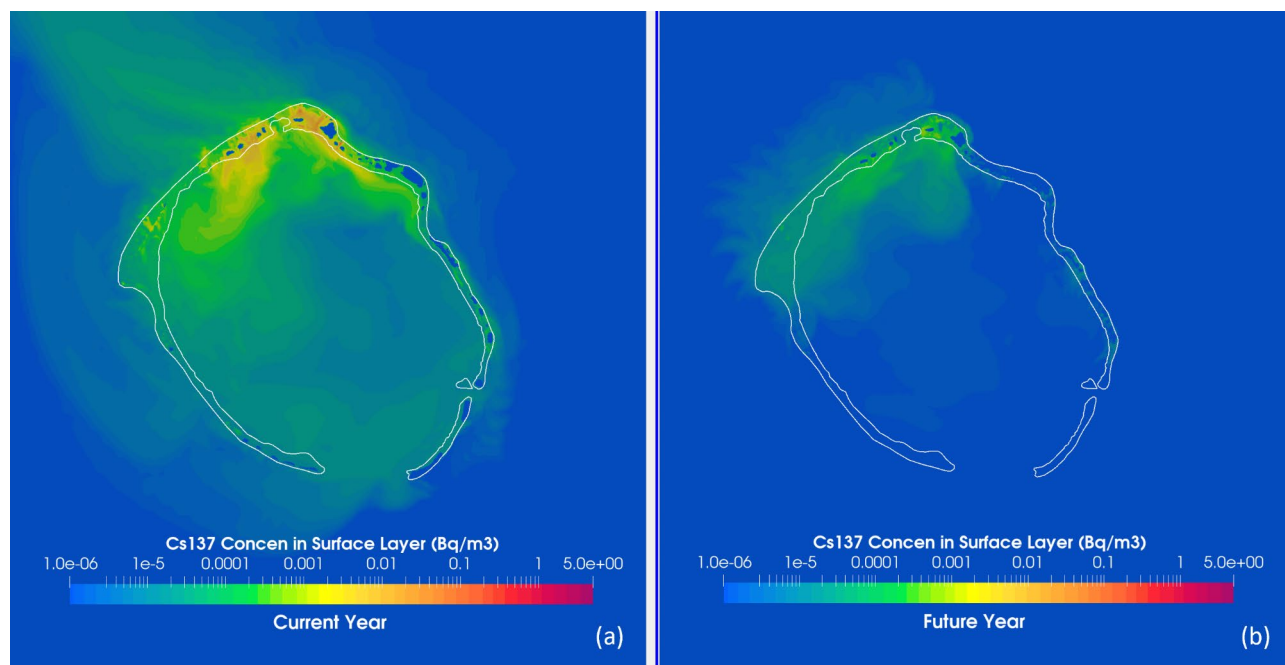 Cs137 Concen in Surface Layer (Bq/m3)
1.0e-06 1e-5 0.0001 0.001 0.01 0.1 1 5.0e+00
Current Year
(a)
Cs137 Concen in Surface Layer (Bq/m3)
1.0e-06 1e-5 0.0001 0.001 0.01 0.1 1 5.0e+00
Future Year
(b)